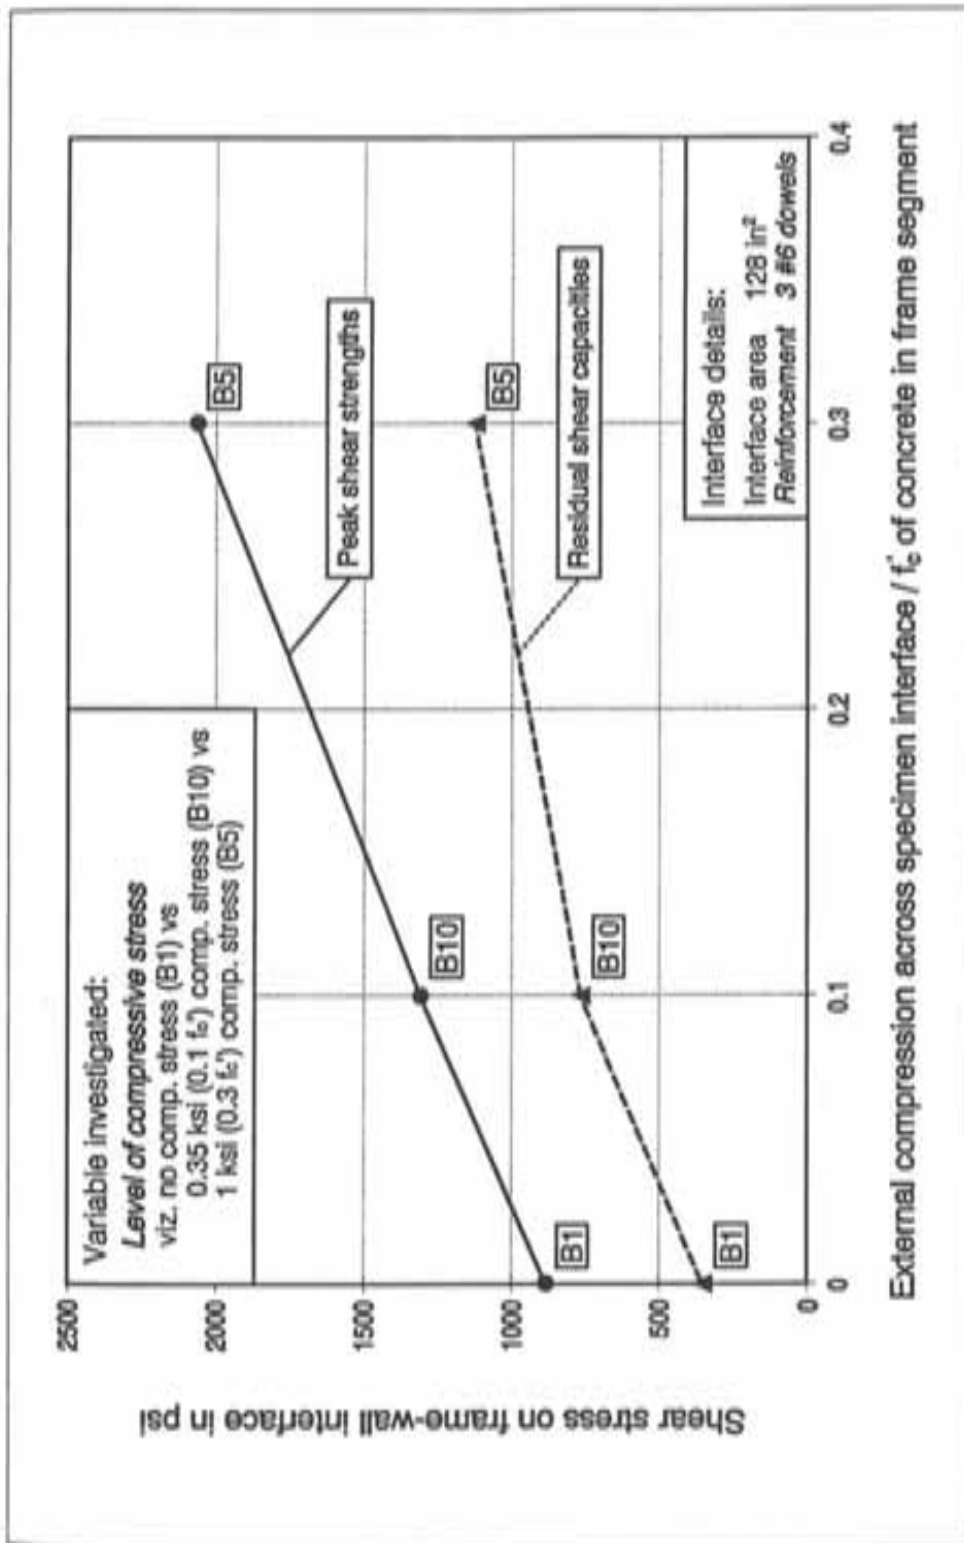 Shear stress on frame-wall interface in psi
2500
2000
1500
1000
500
0
Variable investigated:
Level of compressive stress
viz. no comp. stress (B1) vs
0.35 ksi (0.1 fc') comp. stress (B10) vs
1 ksi (0.3 fc') comp. stress (B5)
B5
Peak shear strengths
B10
B5
B1
Residual shear capacities
B10
B1
Interface details:
Interface area 128 in²
Reinforcement 3 #6 dowels
0 0.1 0.2 0.3 0.4
External compression across specimen interface / fc' of concrete in frame segment